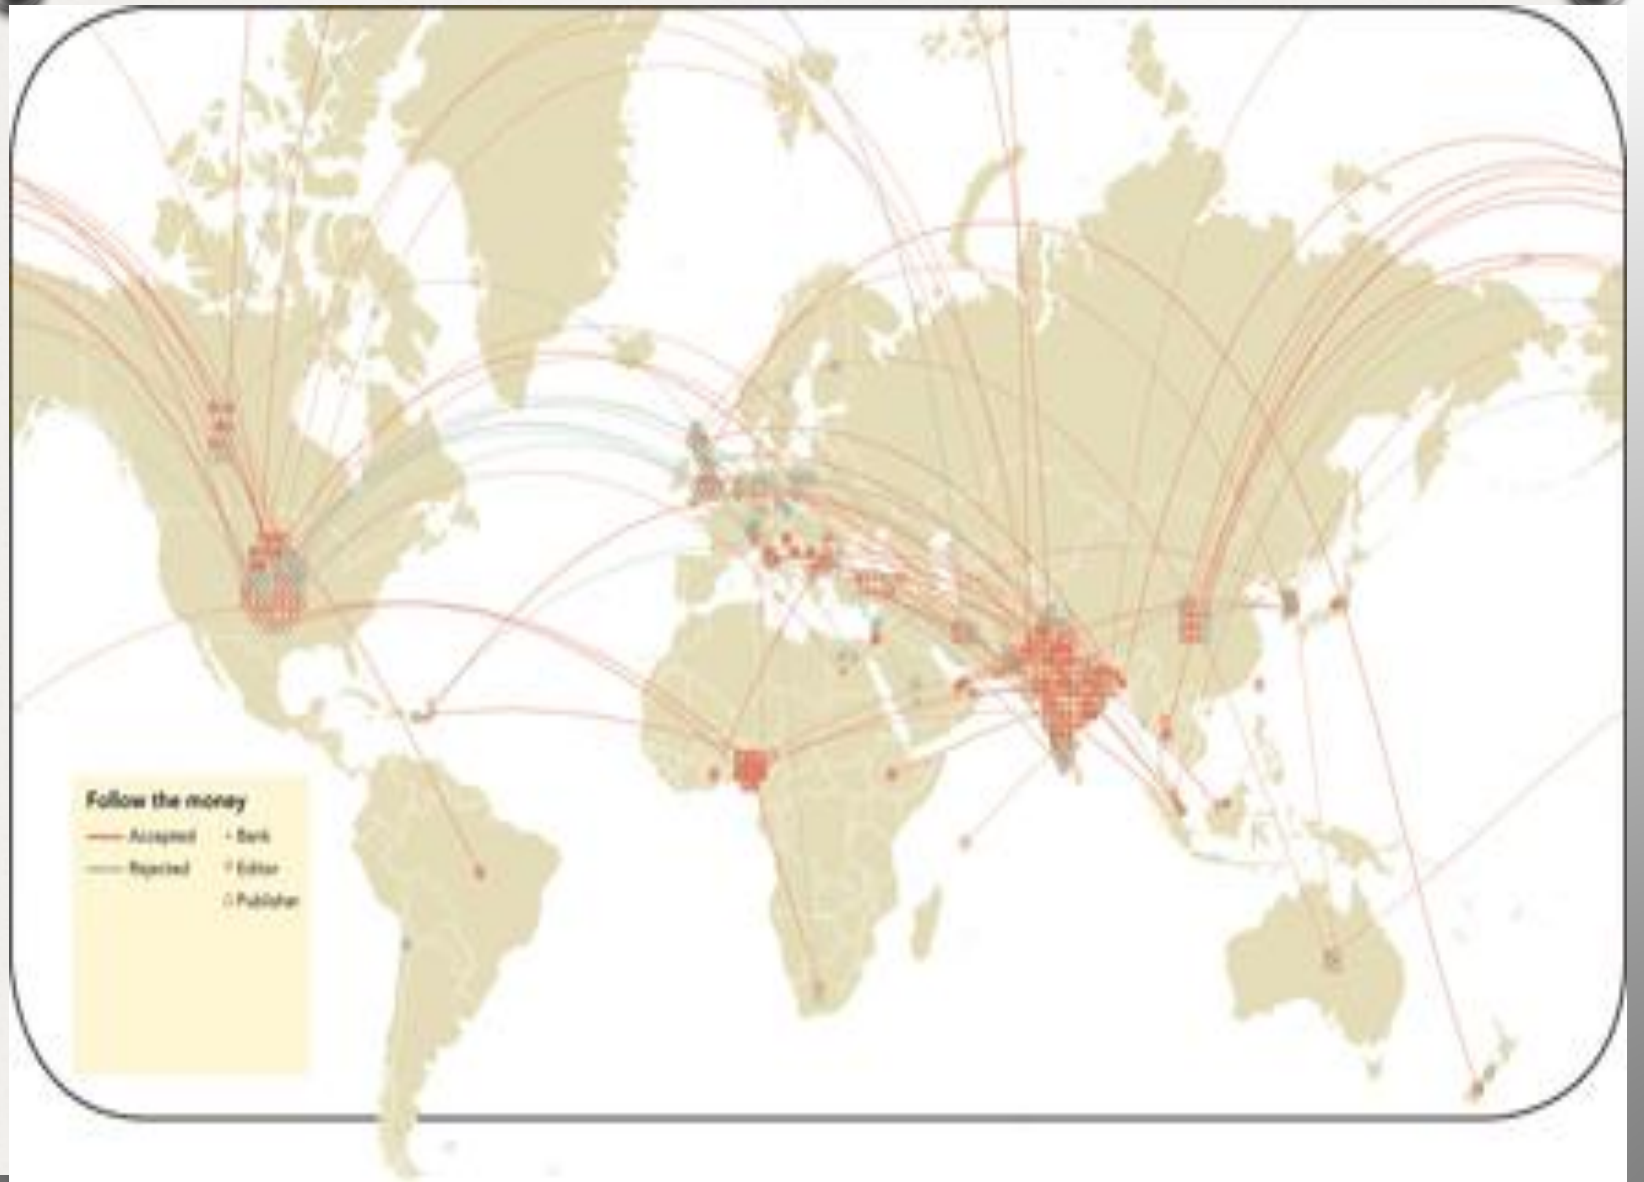 Follow the money
Accepted
Bank
Rejected
Editor
Publisher